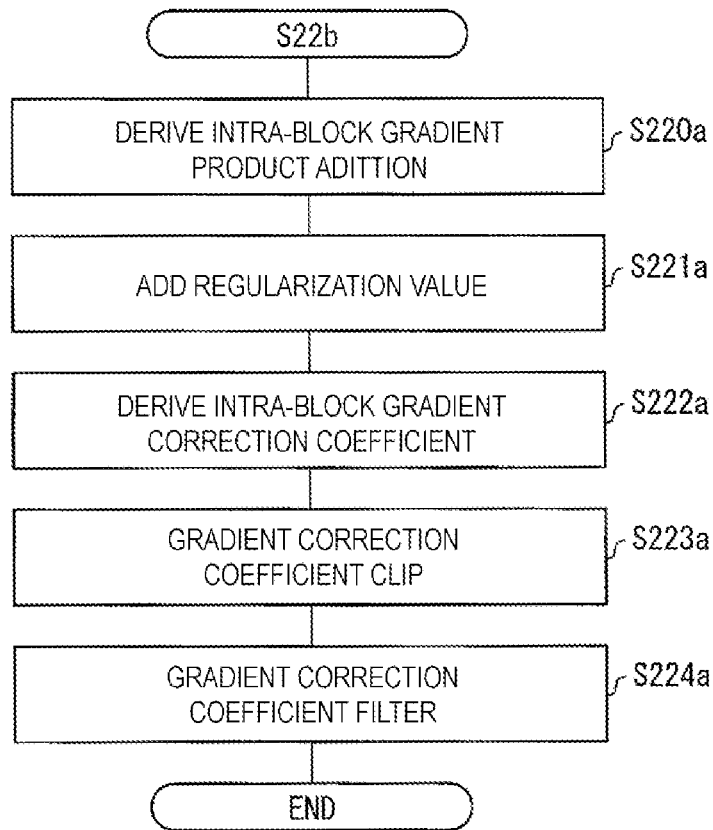 S22b
DERIVE INTRA-BLOCK GRADIENT
PRODUCT ADITTION
S220a
ADD REGULARIZATION VALUE
S221a
DERIVE INTRA-BLOCK GRADIENT
CORRECTION COEFFICIENT
S222a
GRADIENT CORRECTION
COEFFICIENT CLIP
S223a
GRADIENT CORRECTION
COEFFICIENT FILTER
S224a
END